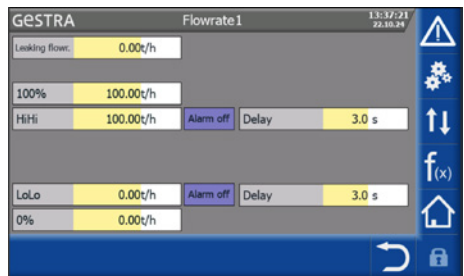 GESTRA Flowrate1 13:37:21
22.10.24
Leaking flowr. 0.00t/h
100% 100.00t/h
HiHi 100.00t/h Alarm off Delay 3.0 s
LoLo 0.00t/h Alarm off Delay 3.0 s
0% 0.00t/h
f(x)